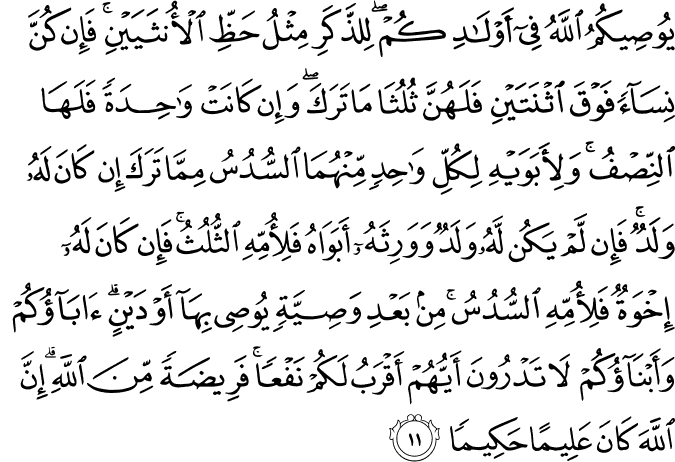 يُوصِيكُمُ ٱللَّهُ فِىٓ أَوْلَـٰدِكُمْ ۖ لِلذَّكَرِ مِثْلُ حَظِّ ٱلْأُنثَيَيْنِ ۚ فَإِن كُنَّ
نِسَآءً فَوْقَ ٱثْنَتَيْنِ فَلَهُنَّ ثُلُثَا مَا تَرَكَ ۖ وَإِن كَانَتْ وَٰحِدَةً فَلَهَا
ٱلنِّصْفُ ۚ وَلِأَبَوَيْهِ لِكُلِّ وَٰحِدٍ مِّنْهُمَا ٱلسُّدُسُ مِمَّا تَرَكَ إِن كَانَ لَهُۥ
وَلَدٌ ۚ فَإِن لَّمْ يَكُن لَّهُۥ وَلَدٌ وَوَرِثَهُۥٓ أَبَوَاهُ فَلِأُمِّهِ ٱلثُّلُثُ ۚ فَإِن كَانَ لَهُۥٓ
إِخْوَةٌ فَلِأُمِّهِ ٱلسُّدُسُ ۚ مِنۢ بَعْدِ وَصِيَّةٍ يُوصِى بِهَآ أَوْ دَيْنٍ ۗ ءَابَآؤُكُمْ
وَأَبْنَآؤُكُمْ لَا تَدْرُونَ أَيُّهُمْ أَقْرَبُ لَكُمْ نَفْعًا ۚ فَرِيضَةً مِّنَ ٱللَّهِ ۗ إِنَّ
ٱللَّهَ كَانَ عَلِيمًا حَكِيمًا ١١